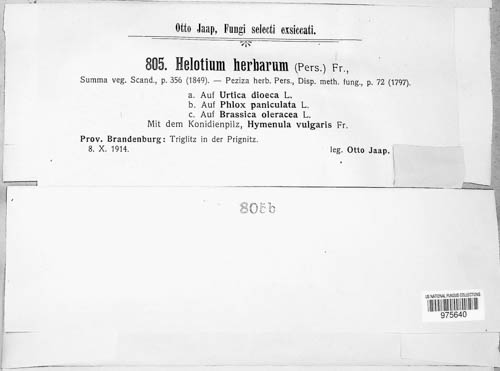 Otto Jaap, Fungi selecti exsiccati.
805. Helotium herbarum (Pers.) Fr.,
Summa veg. Scand., p. 356 (1849). — Peziza herb. Pers., Disp. meth. fung., p. 72 (1797).
a. Auf Urtica dioeca L.
b. Auf Phlox paniculata L.
c. Auf Brassica oleracea L.
Mit dem Konidienpilz, Hymenula vulgaris Fr.
Prov. Brandenburg: Triglitz in der Prignitz.
8. X. 1914. leg. Otto Jaap.
805b
US NATIONAL FUNGUS COLLECTIONS
975640